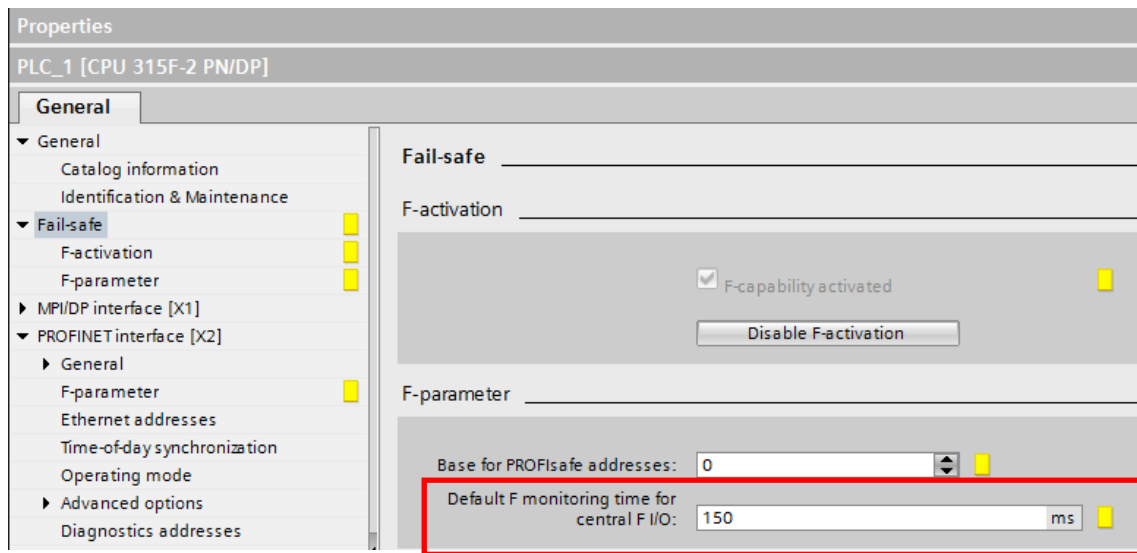 Properties
PLC_1 [CPU 315F-2 PN/DP]
General
General
Catalog information
Identification & Maintenance
Fail-safe
F-activation
F-parameter
MPI/DP interface [X1]
PROFINET interface [X2]
General
F-parameter
Ethernet addresses
Time-of-day synchronization
Operating mode
Advanced options
Diagnostics addresses
Fail-safe
F-activation
F-capability activated
Disable F-activation
F-parameter
Base for PROFIsafe addresses: 0
Default F monitoring time for
central F I/O: 150 ms